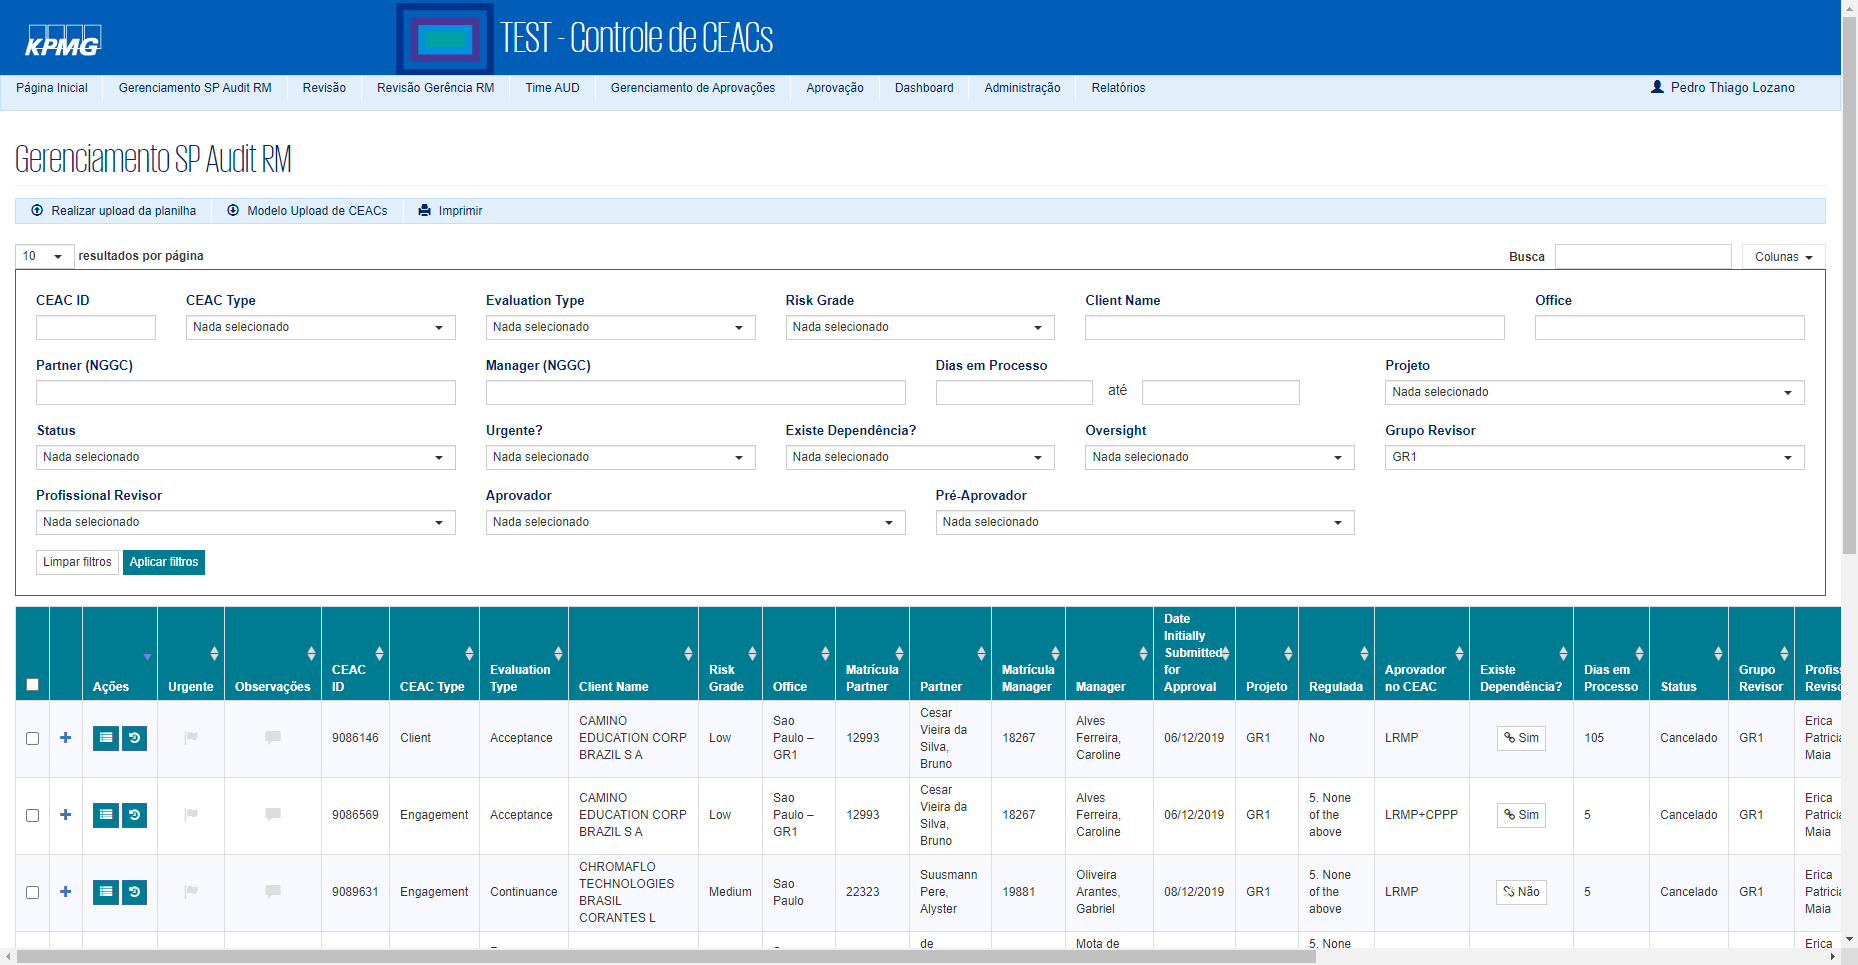 KPMG
TEST - Controle de CEACs
Página Inicial Gerenciamento SP Audit RM Revisão Revisão Gerência RM Time AUD Gerenciamento de Aprovações Aprovação Dashboard Administração Relatórios Pedro Thiago Lozano
Gerenciamento SP Audit RM
Realizar upload da planilha Modelo Upload de CEACs Imprimir
10 resultados por página Busca Colunas
CEAC ID CEAC Type Evaluation Type Risk Grade Client Name Office
Nada selecionado Nada selecionado Nada selecionado
Partner (NGGC) Manager (NGGC) Dias em Processo Projeto
até Nada selecionado
Status Urgente? Existe Dependência? Oversight Grupo Revisor
Nada selecionado Nada selecionado Nada selecionado Nada selecionado GR1
Profissional Revisor Aprovador Pré-Aprovador
Nada selecionado Nada selecionado Nada selecionado
Limpar filtros Aplicar filtros
Ações
Urgente
Observações
CEAC
ID
CEAC Type
Evaluation
Type
Client Name
Risk
Grade
Office
Matrícula
Partner
Partner
Matrícula
Manager
Manager
Date
Initially
Submitted
for
Approval
Projeto
Regulada
Aprovador
no CEAC
Existe
Dependência?
Dias em
Processo
Status
Grupo
Revisor
Profiss
Reviso
9086146
Client
Acceptance
CAMINO
EDUCATION CORP
BRAZIL S A
Low
Sao
Paulo –
GR1
12993
Cesar
Vieira da
Silva,
Bruno
18267
Alves
Ferreira,
Caroline
06/12/2019
GR1
No
LRMP
Sim
105
Cancelado
GR1
Erica
Patricia
Maia
9086569
Engagement
Acceptance
CAMINO
EDUCATION CORP
BRAZIL S A
Low
Sao
Paulo –
GR1
12993
Cesar
Vieira da
Silva,
Bruno
18267
Alves
Ferreira,
Caroline
06/12/2019
GR1
5. None
of the
above
LRMP+CPPP
Sim
5
Cancelado
GR1
Erica
Patricia
Maia
9089631
Engagement
Continuance
CHROMAFLO
TECHNOLOGIES
BRASIL
CORANTES L
Medium
Sao
Paulo
22323
Suusmann
Pere,
Alyster
19881
Oliveira
Arantes,
Gabriel
08/12/2019
GR1
5. None
of the
above
LRMP
Não
5
Cancelado
GR1
Erica
Patricia
Maia
de
Mota de
5. None
Erica